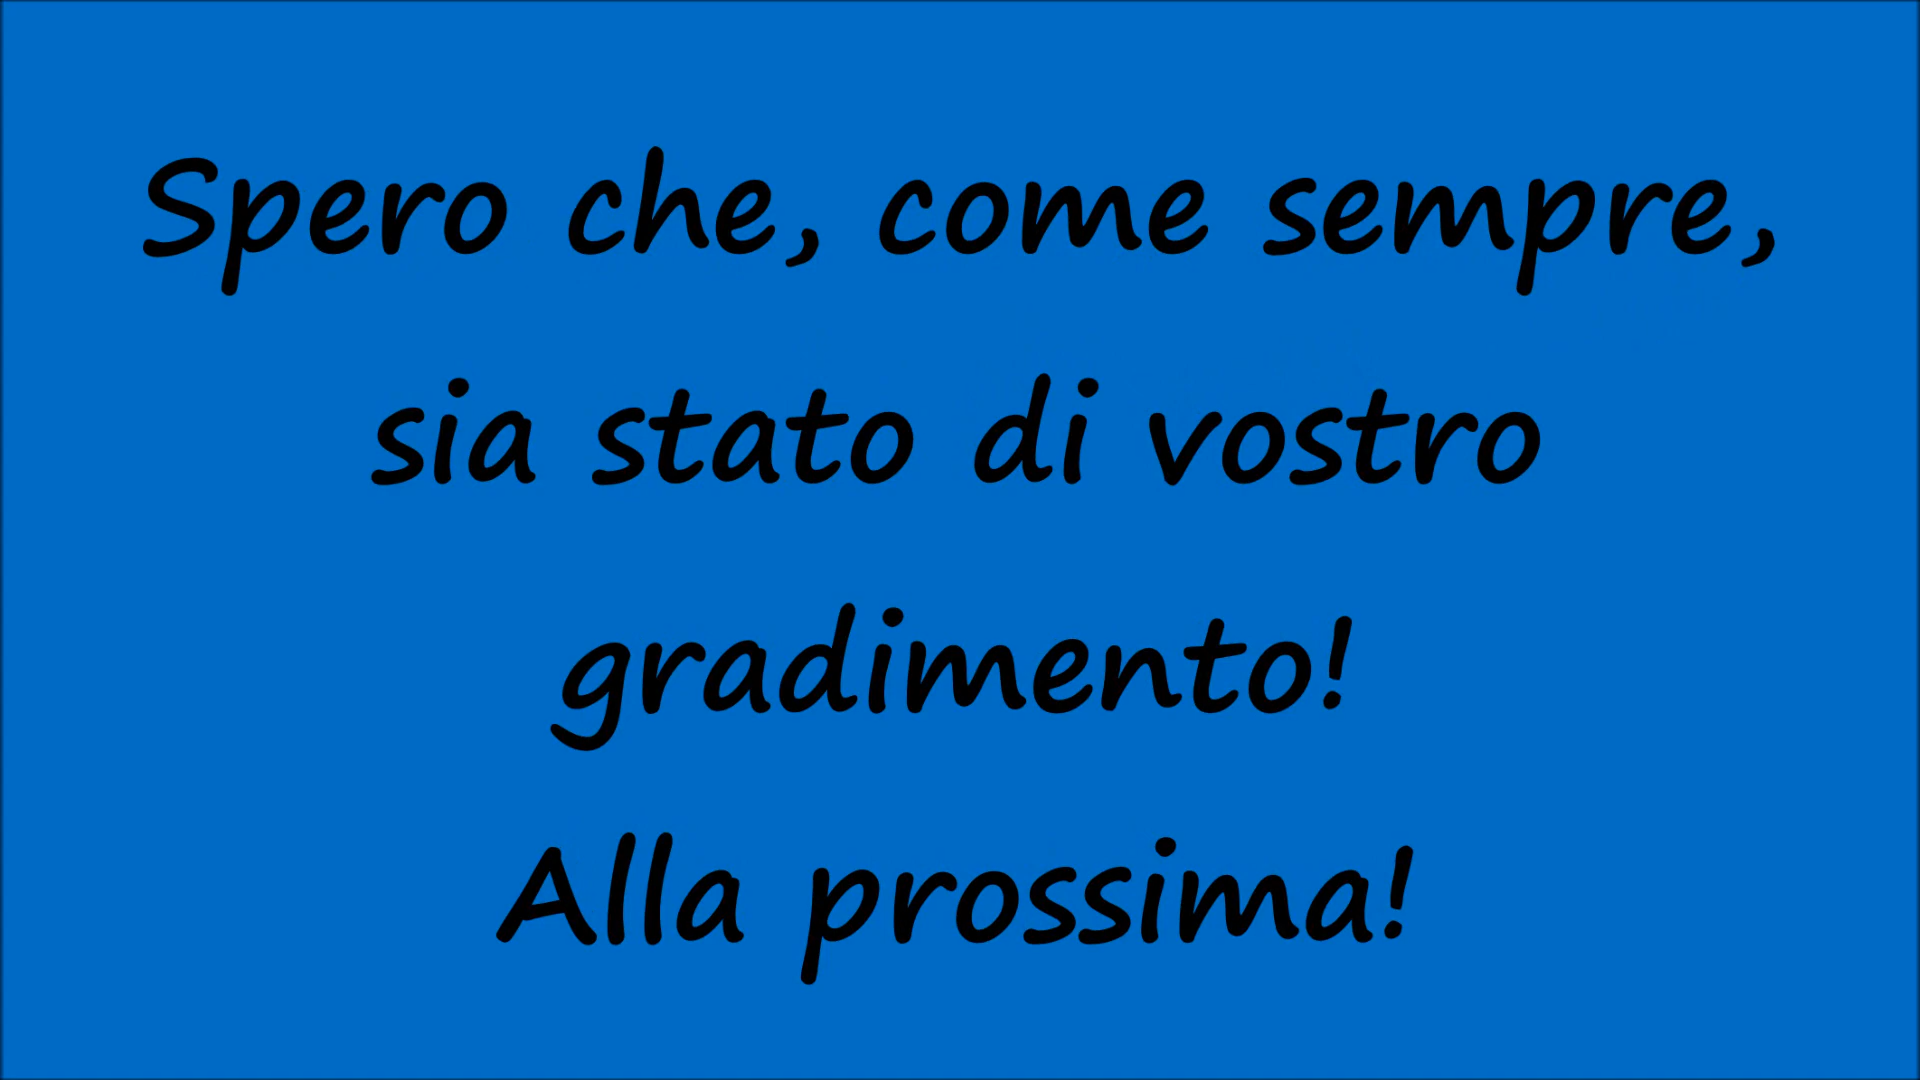 Spero che, come sempre,
sia stato di vostro
gradimento!
Alla prossima!